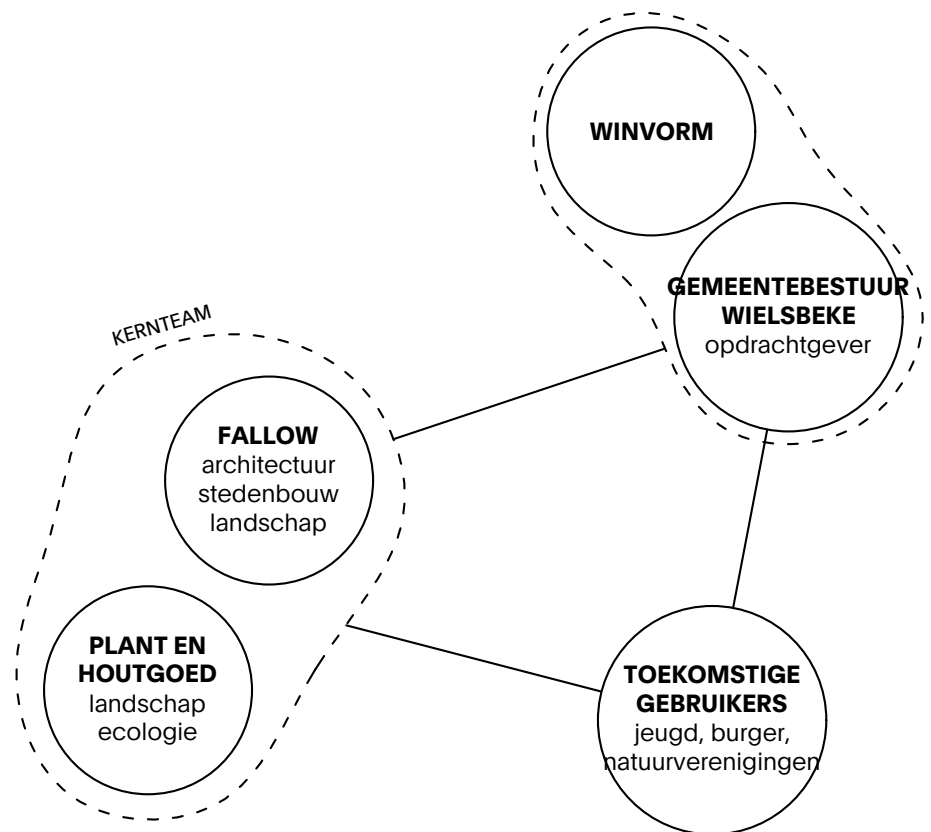 WINVORM
GEMEENTEBESTUUR
WIELSBEKE
opdrachtgever
KERNTEAM
FALLOW
architectuur
stedenbouw
landschap
PLANT EN
HOUTGOED
landschap
ecologie
TOEKOMSTIGE
GEBRUIKERS
jeugd, burger,
natuurverenigingen